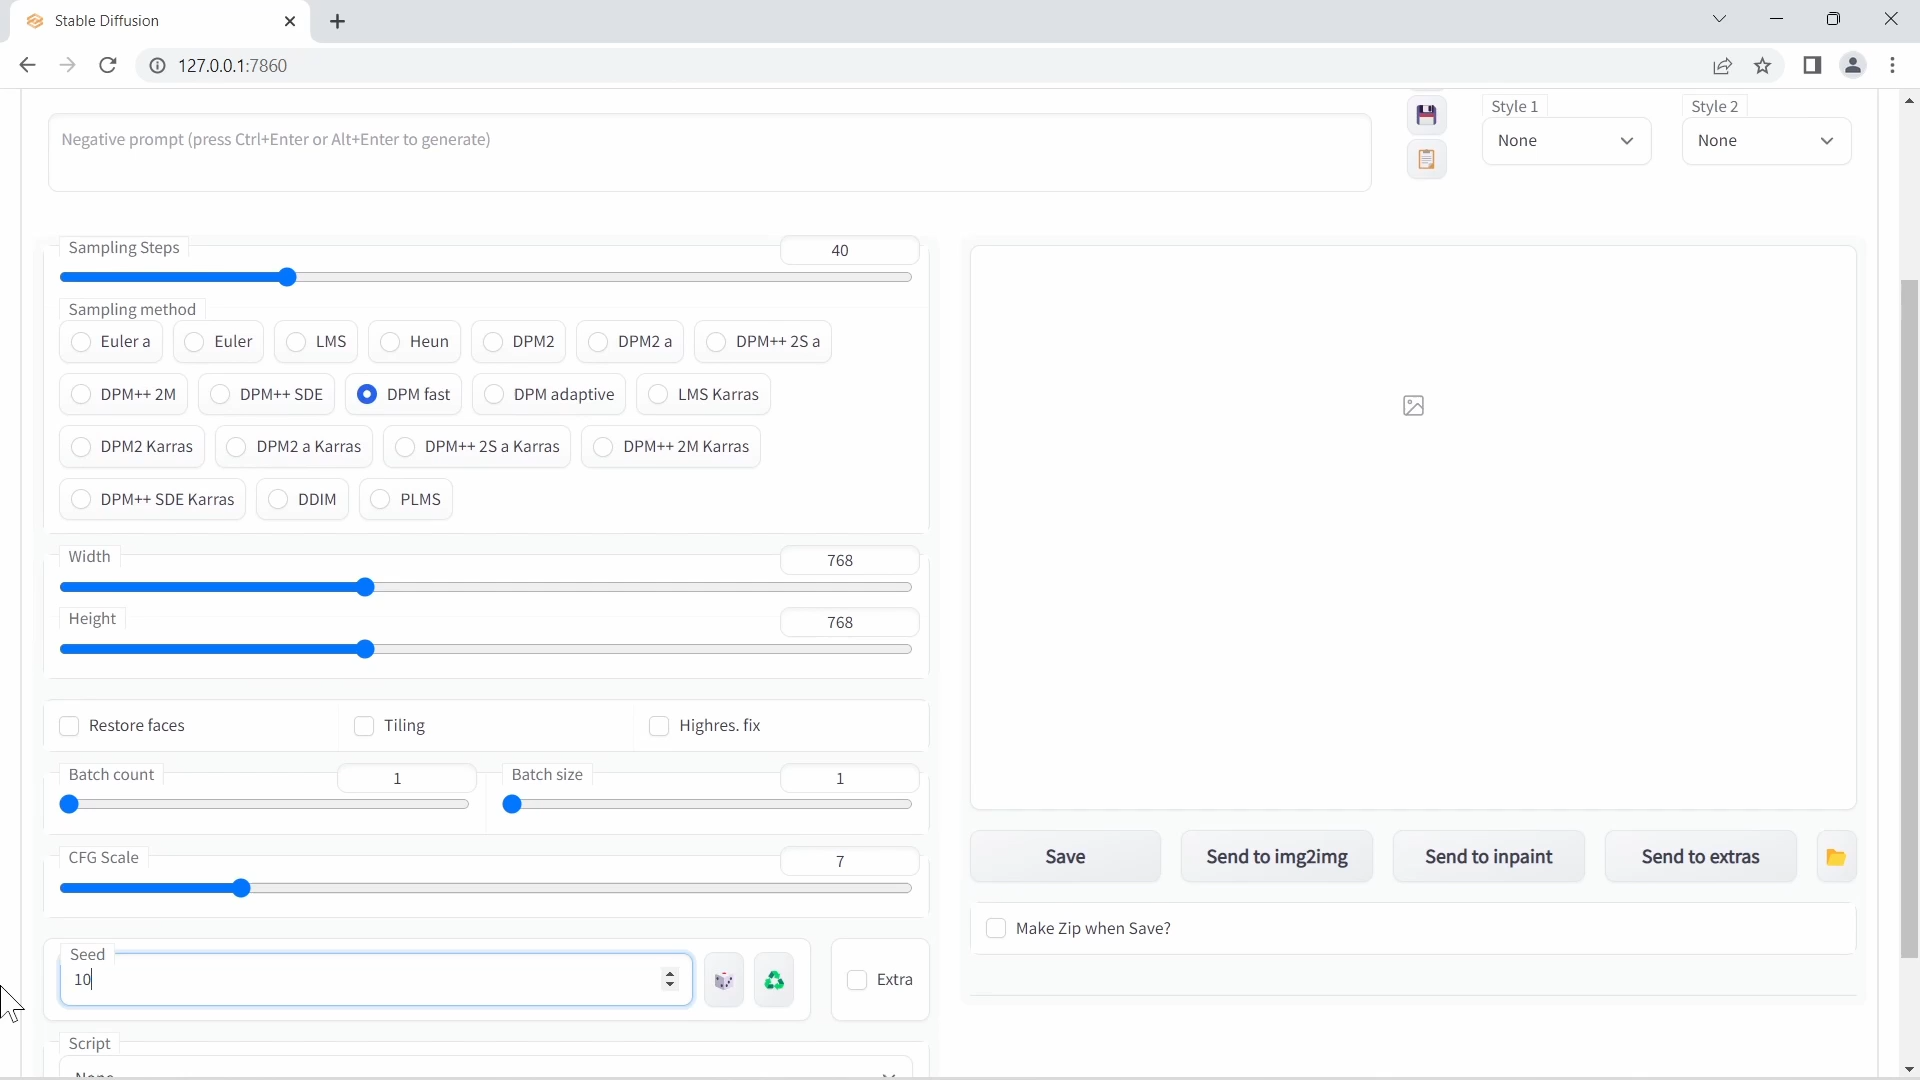 Stable Diffusion
127.0.0.1:7860
Style 1
Style 2
Negative prompt (press Ctrl+Enter or Alt+Enter to generate)
None
None
Sampling Steps
40
Sampling method
Euler a
Euler
LMS
Heun
DPM2
DPM2 a
DPM++ 2S a
DPM++ 2M
DPM++ SDE
DPM fast
DPM adaptive
LMS Karras
DPM2 Karras
DPM2 a Karras
DPM++ 2S a Karras
DPM++ 2M Karras
DPM++ SDE Karras
DDIM
PLMS
Width
768
Height
768
Restore faces
Tiling
Highres. fix
Batch count
1
Batch size
1
CFG Scale
7
Save
Send to img2img
Send to inpaint
Send to extras
Make Zip when Save?
Seed
10
Extra
Script
None